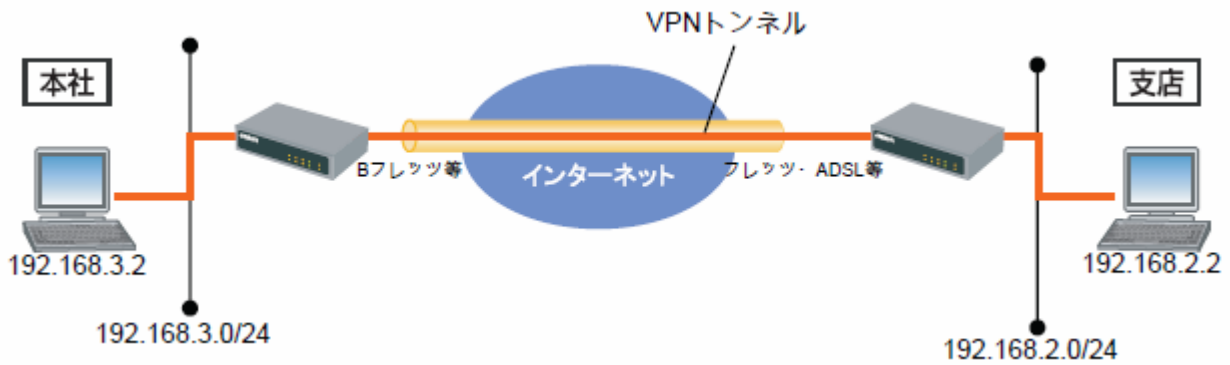 VPNトンネル
本社
支店
Bフレッツ等
インターネット
フレッツ・ADSL等
192.168.3.2
192.168.2.2
192.168.3.0/24
192.168.2.0/24